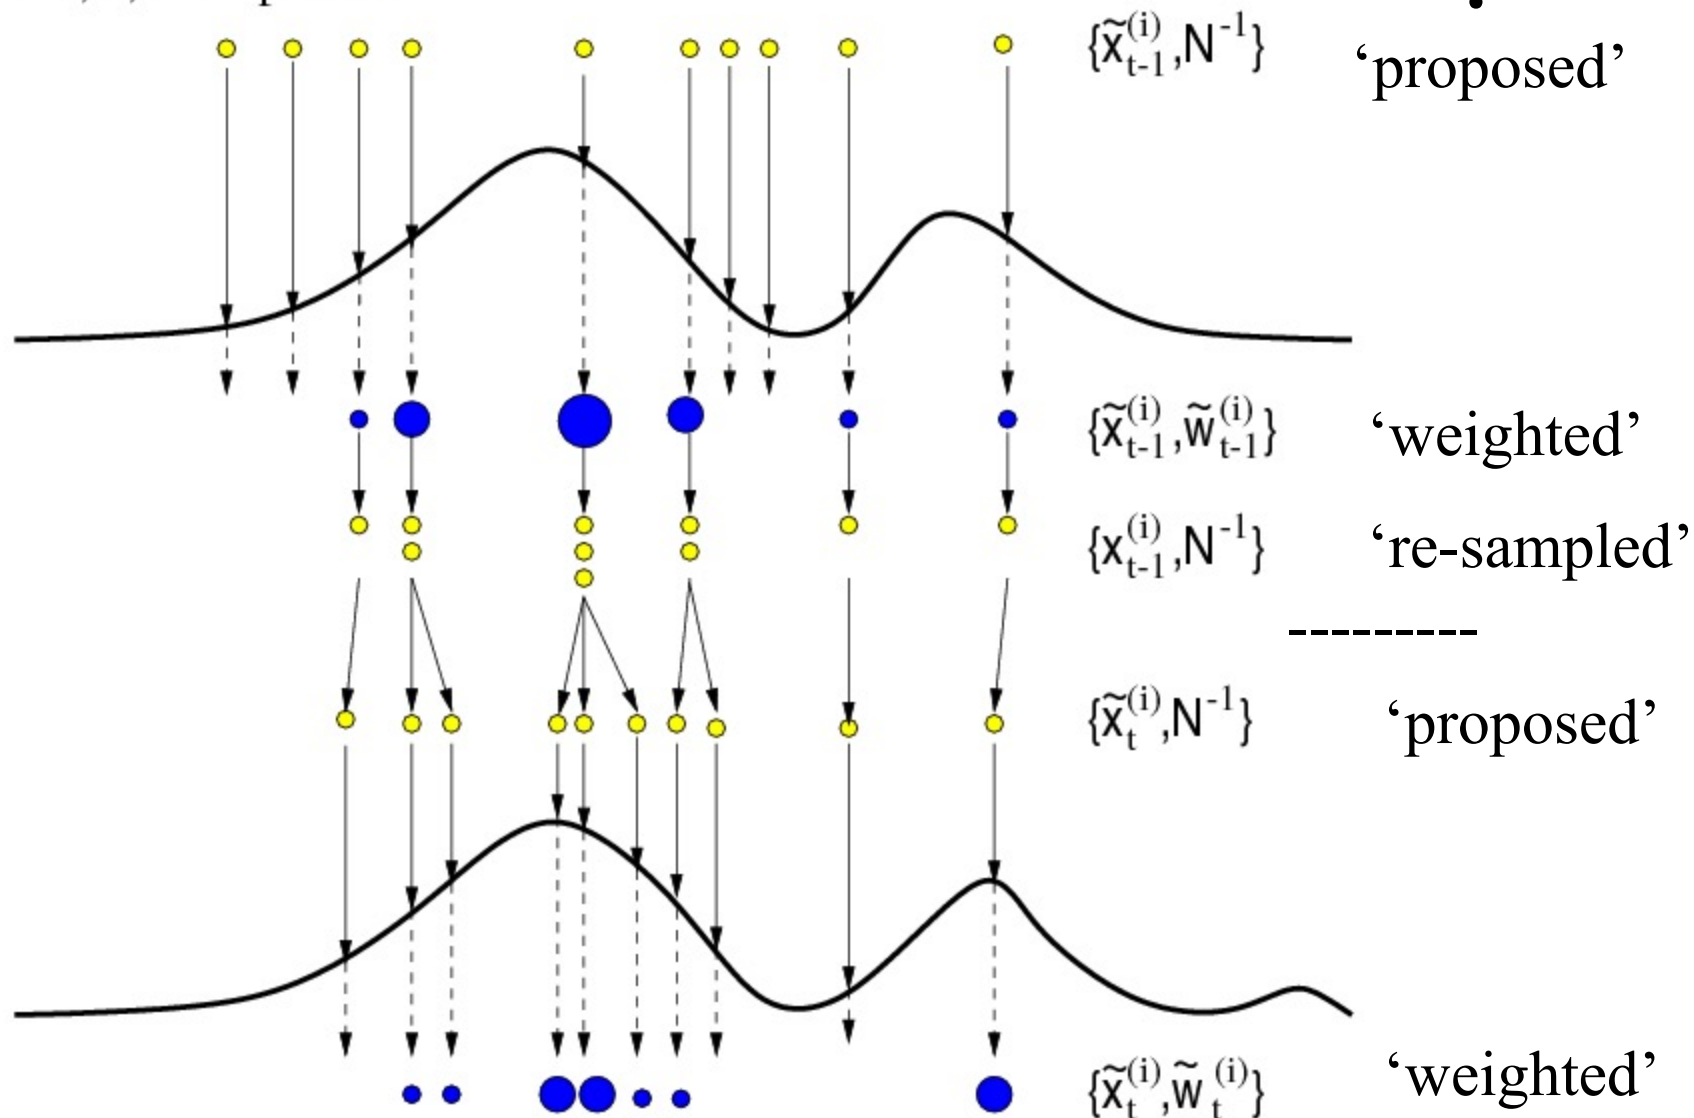 {x̃_{t-1}^{(i)},N^{-1}} ‘proposed’
{x̃_{t-1}^{(i)},w̃_{t-1}^{(i)}} ‘weighted’
{x_{t-1}^{(i)},N^{-1}} ‘re-sampled’
---------
{x̃_t^{(i)},N^{-1}} ‘proposed’
{x̃_t^{(i)},w̃_t^{(i)}} ‘weighted’